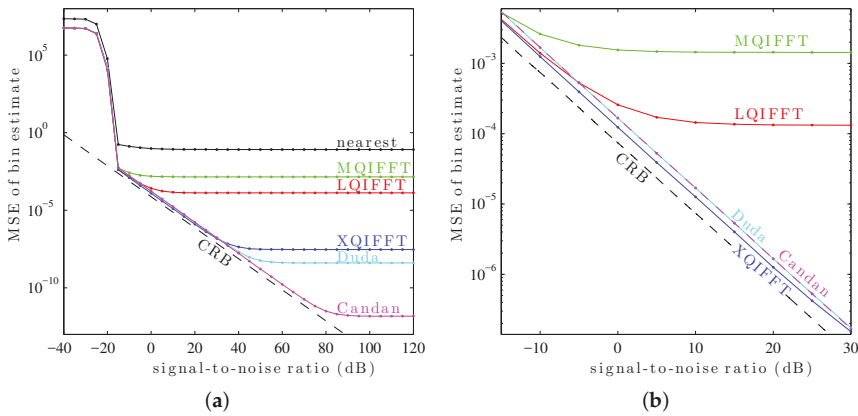 MSE of bin estimate
10^5
10^0
10^−5
10^−10
nearest
MQIFFT
LQIFFT
XQIFFT
Duda
CRB
Candan
−40 −20 0 20 40 60 80 100 120
signal-to-noise ratio (dB)
(a)
MSE of bin estimate
10^−3
10^−4
10^−5
10^−6
MQIFFT
LQIFFT
CRB
Duda
Candan
XQIFFT
−10 0 10 20 30
signal-to-noise ratio (dB)
(b)